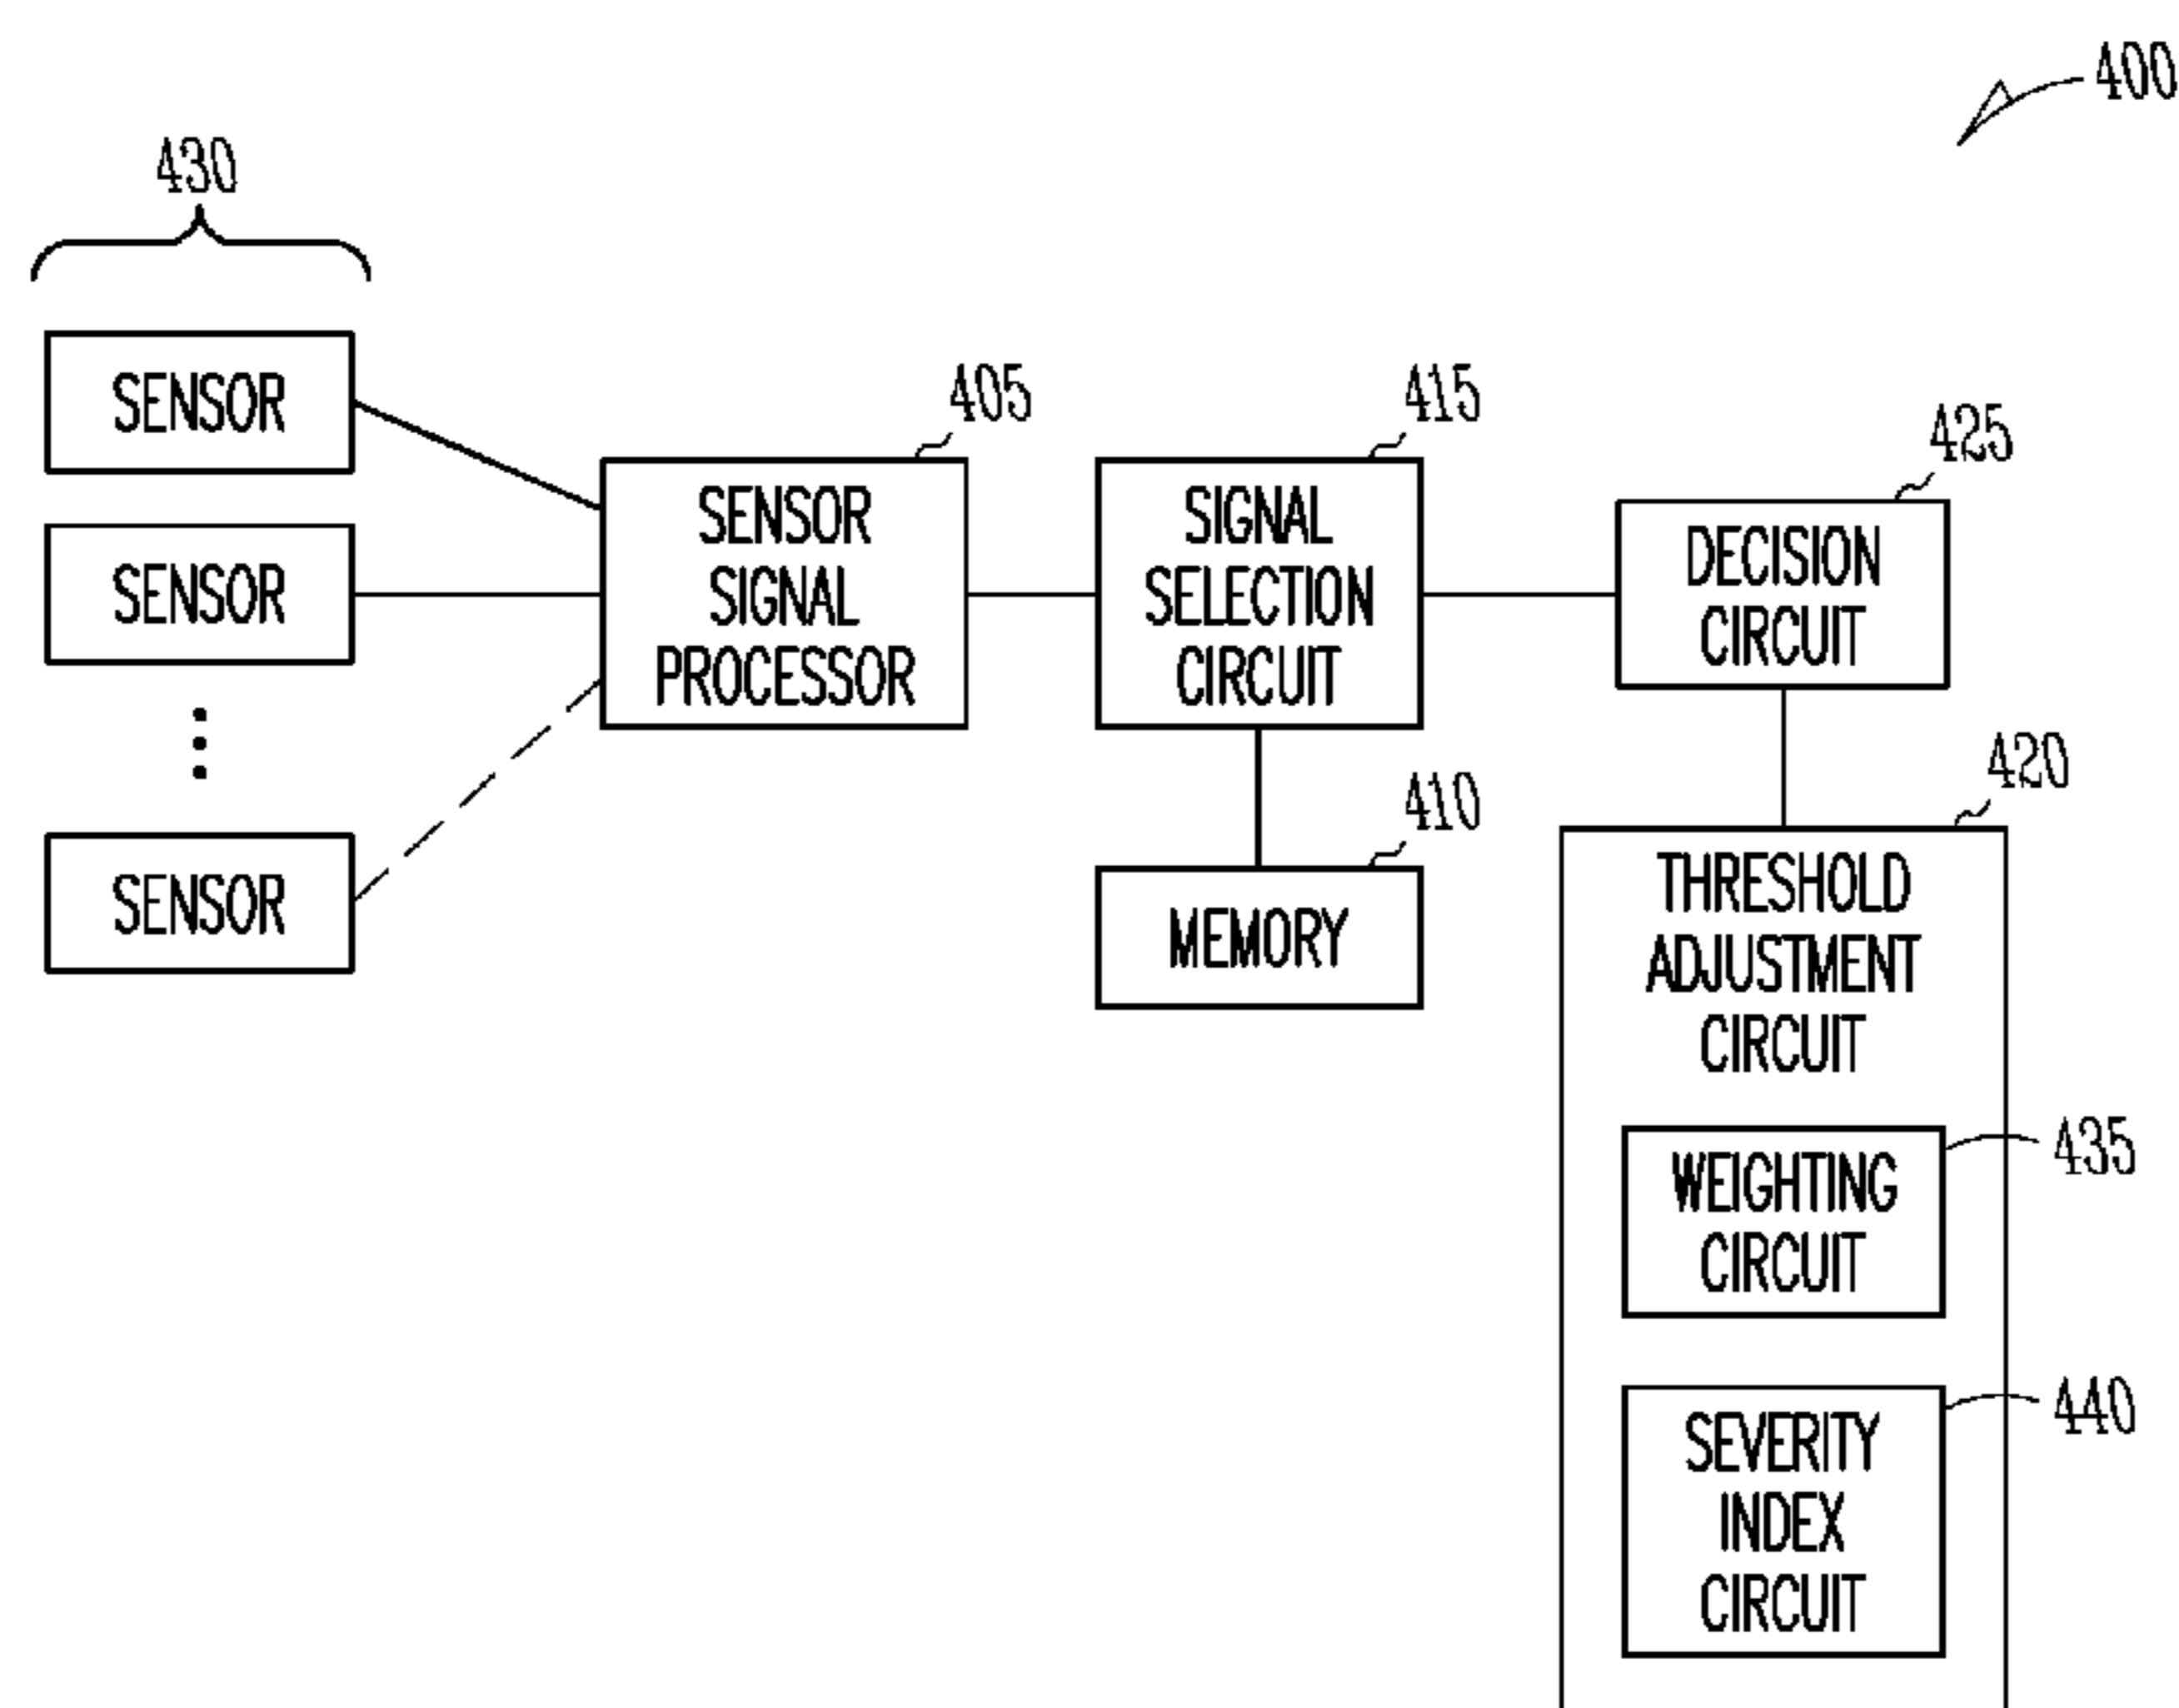 400
430
SENSOR
SENSOR
SENSOR
405
SENSOR
SIGNAL
PROCESSOR
415
SIGNAL
SELECTION
CIRCUIT
410
MEMORY
425
DECISION
CIRCUIT
420
THRESHOLD
ADJUSTMENT
CIRCUIT
435
WEIGHTING
CIRCUIT
440
SEVERITY
INDEX
CIRCUIT